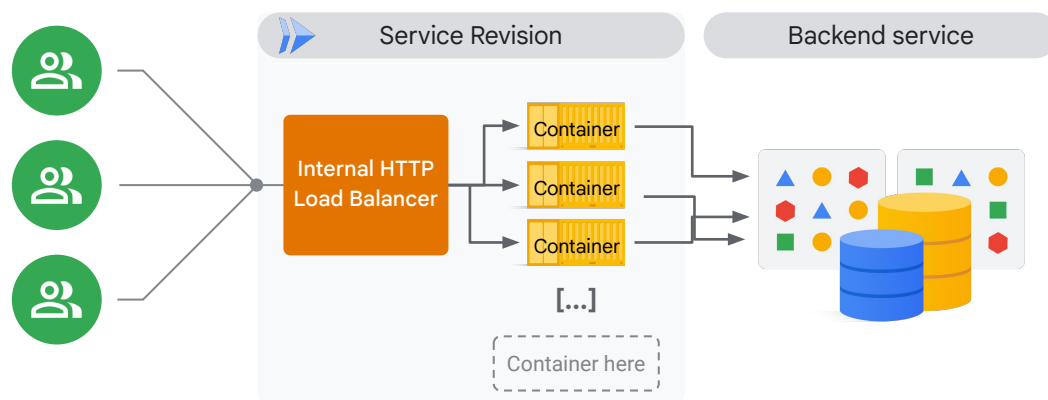 Service Revision
Backend service
Internal HTTP
Load Balancer
Container
Container
Container
[...]
Container here